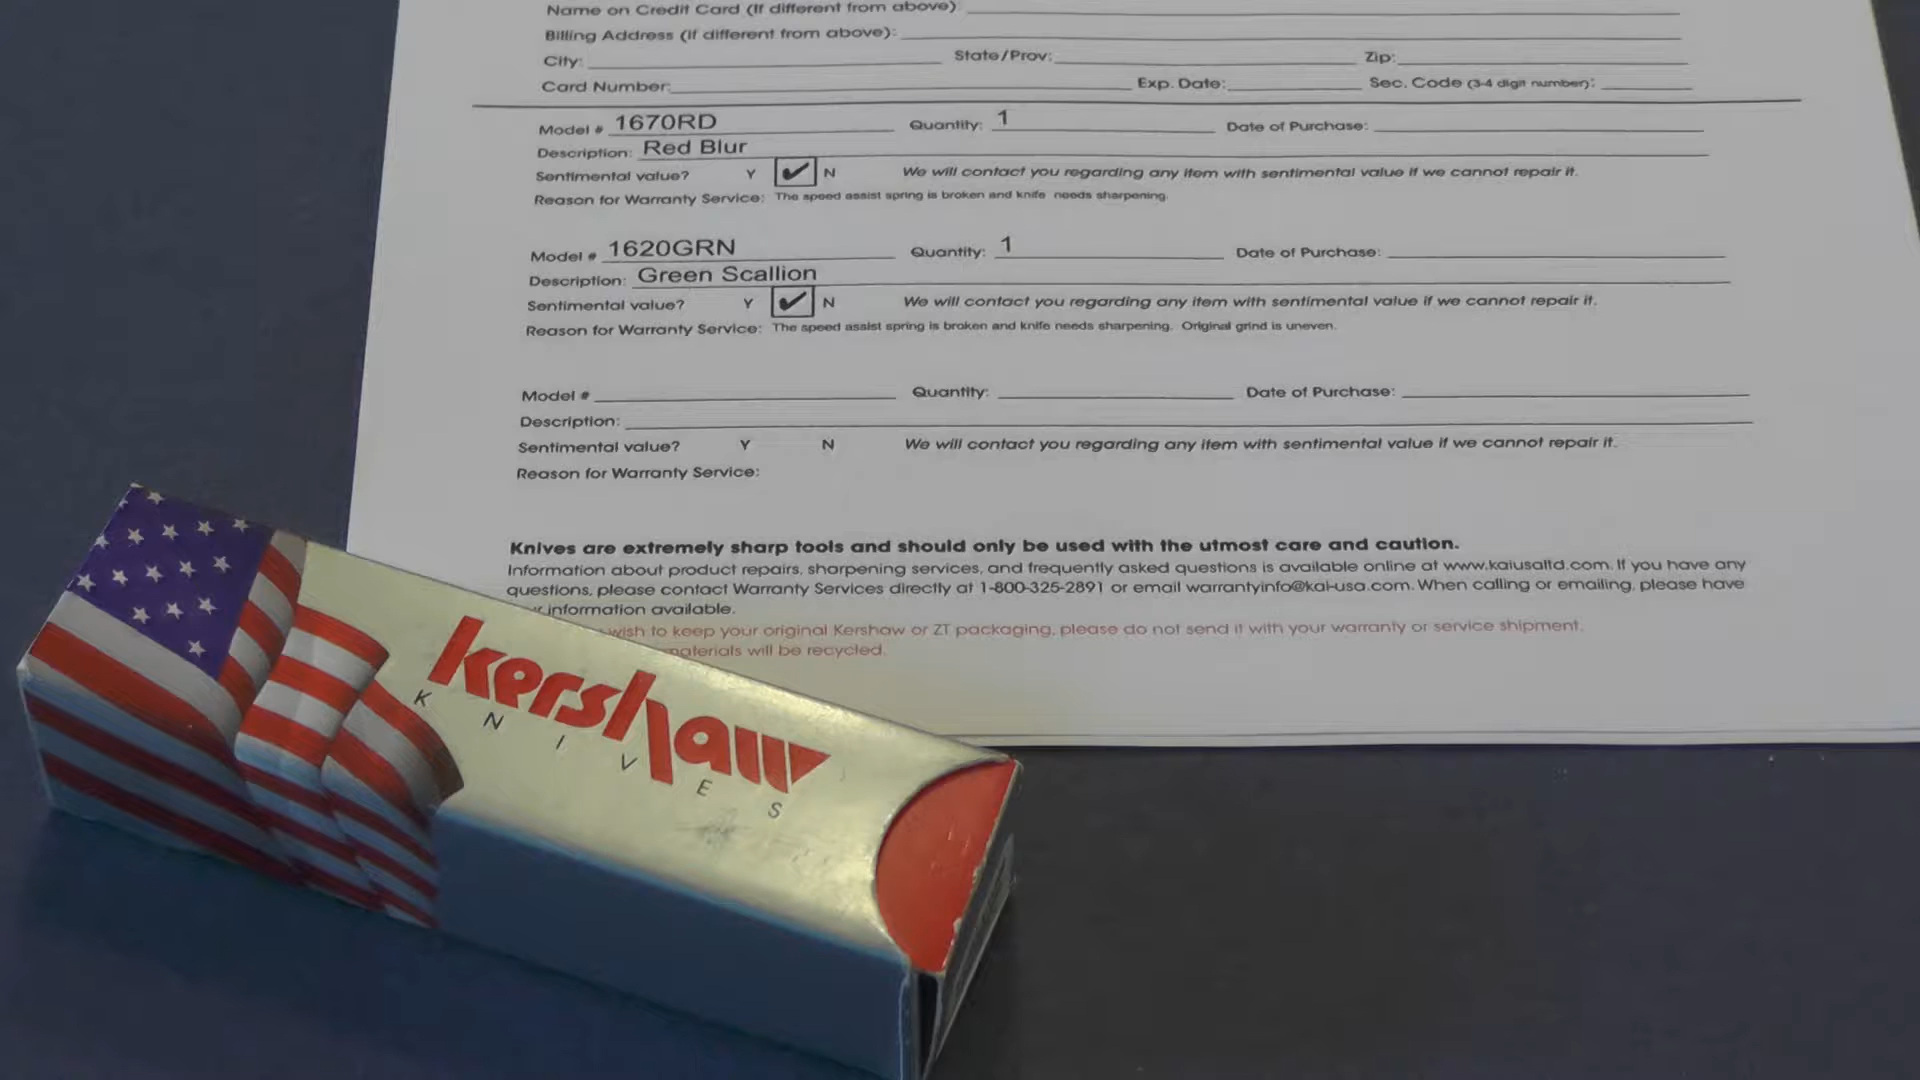 Name on Credit Card (If different from above):
Billing Address (If different from above):
City: State/Prov: Zip:
Card Number: Exp. Date: Sec. Code (3-4 digit number):
Model # 1670RD Quantity: 1 Date of Purchase:
Description: Red Blur
Sentimental value? Y ✔ N We will contact you regarding any item with sentimental value if we cannot repair it.
Reason for Warranty Service: The speed assist spring is broken and knife needs sharpening.
Model # 1620GRN Quantity: 1 Date of Purchase:
Description: Green Scallion
Sentimental value? Y ✔ N We will contact you regarding any item with sentimental value if we cannot repair it.
Reason for Warranty Service: The speed assist spring is broken and knife needs sharpening. Original grind is uneven.
Model # Quantity: Date of Purchase:
Description:
Sentimental value? Y N We will contact you regarding any item with sentimental value if we cannot repair it.
Reason for Warranty Service:
Knives are extremely sharp tools and should only be used with the utmost care and caution.
Information about product repairs, sharpening services, and frequently asked questions is available online at www.kaiusaltd.com. If you have any
questions, please contact Warranty Services directly at 1-800-325-2891 or email warrantyinfo@kai-usa.com. When calling or emailing, please have
information available.
wish to keep your original Kershaw or ZT packaging, please do not send it with your warranty or service shipment.
materials will be recycled.
kershaw
KNIVES